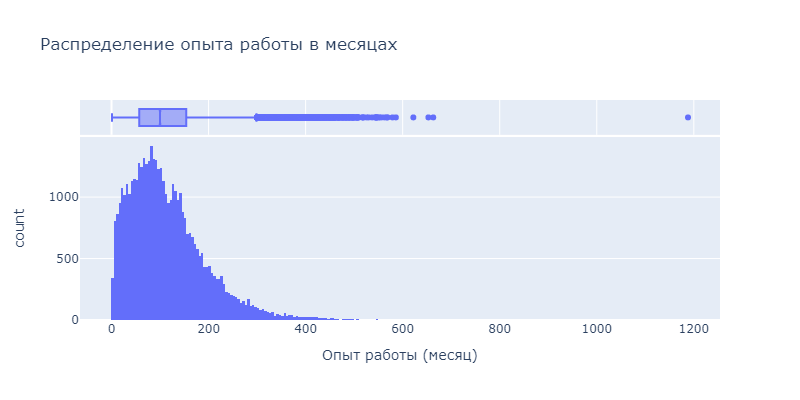 Распределение опыта работы в месяцах
1000
500
0
count
0 200 400 600 800 1000 1200
Опыт работы (месяц)